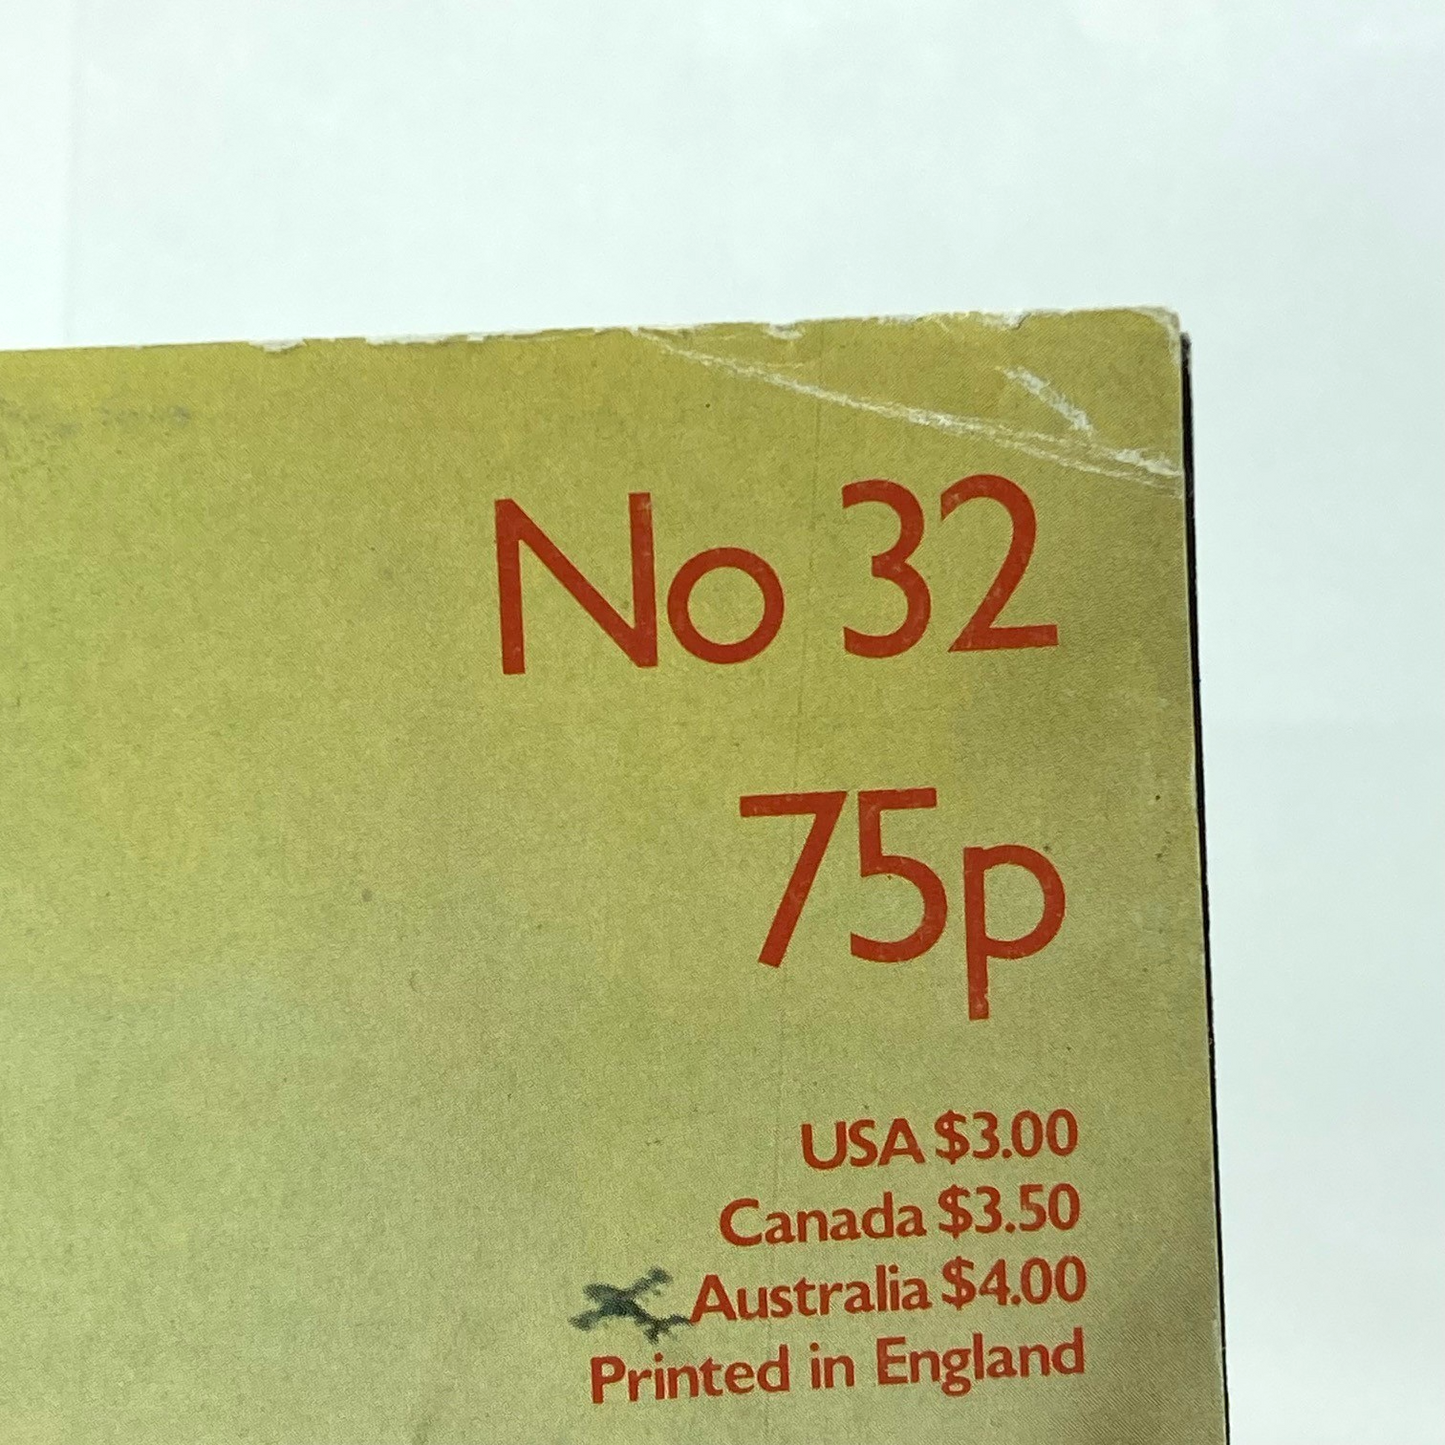 No 32
75p
USA $3.00
Canada $3.50
Australia $4.00
Printed in England